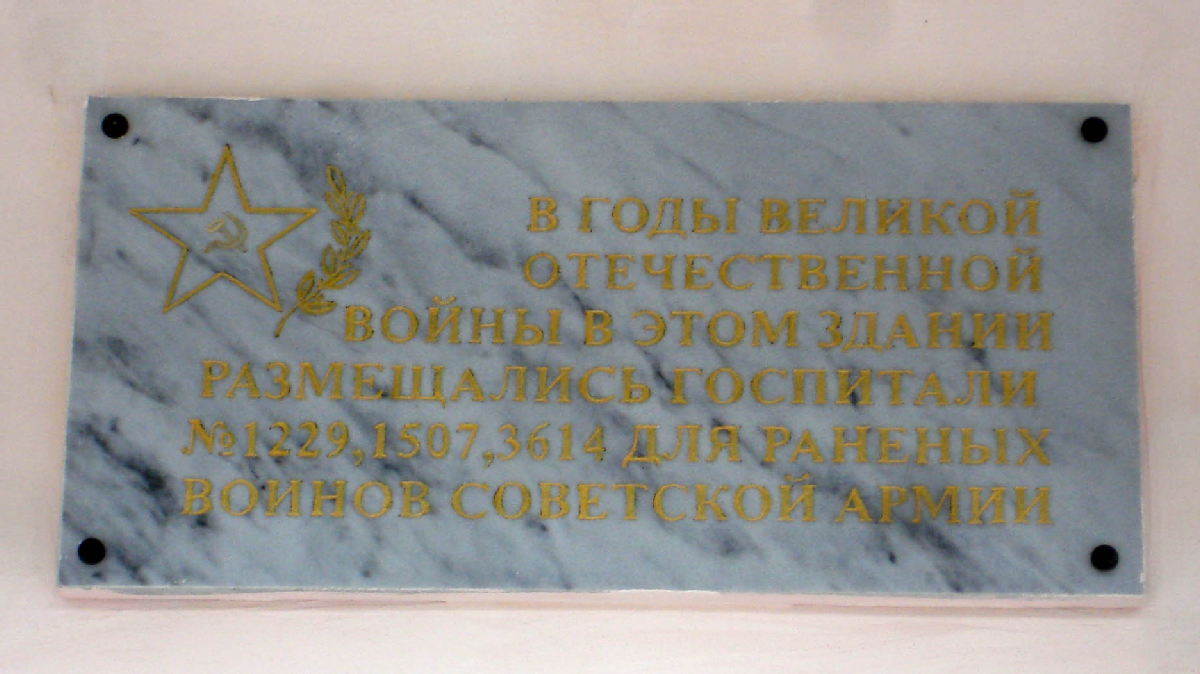 В ГОДЫ ВЕЛИКОЙ
ОТЕЧЕСТВЕННОЙ
ВОЙНЫ В ЭТОМ ЗДАНИИ
РАЗМЕЩАЛИСЬ ГОСПИТАЛИ
№1229,1507,3614 ДЛЯ РАНЕНЫХ
ВОИНОВ СОВЕТСКОЙ АРМИИ